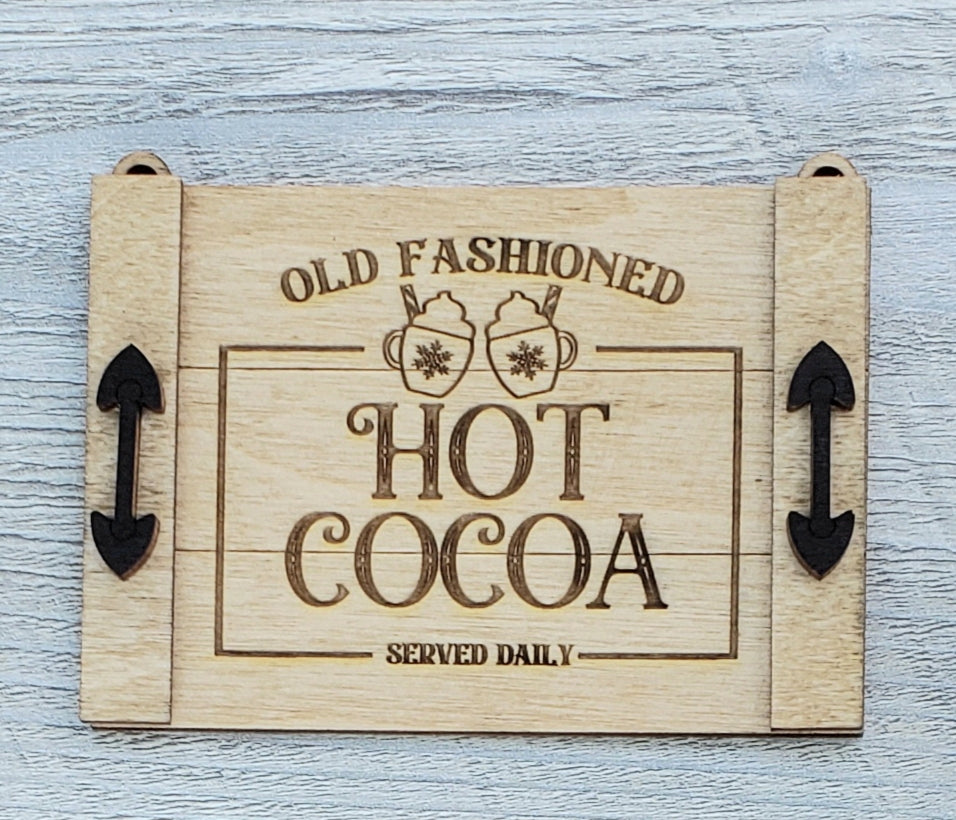 OLD FASHIONED
HOT
COCOA
SERVED DAILY